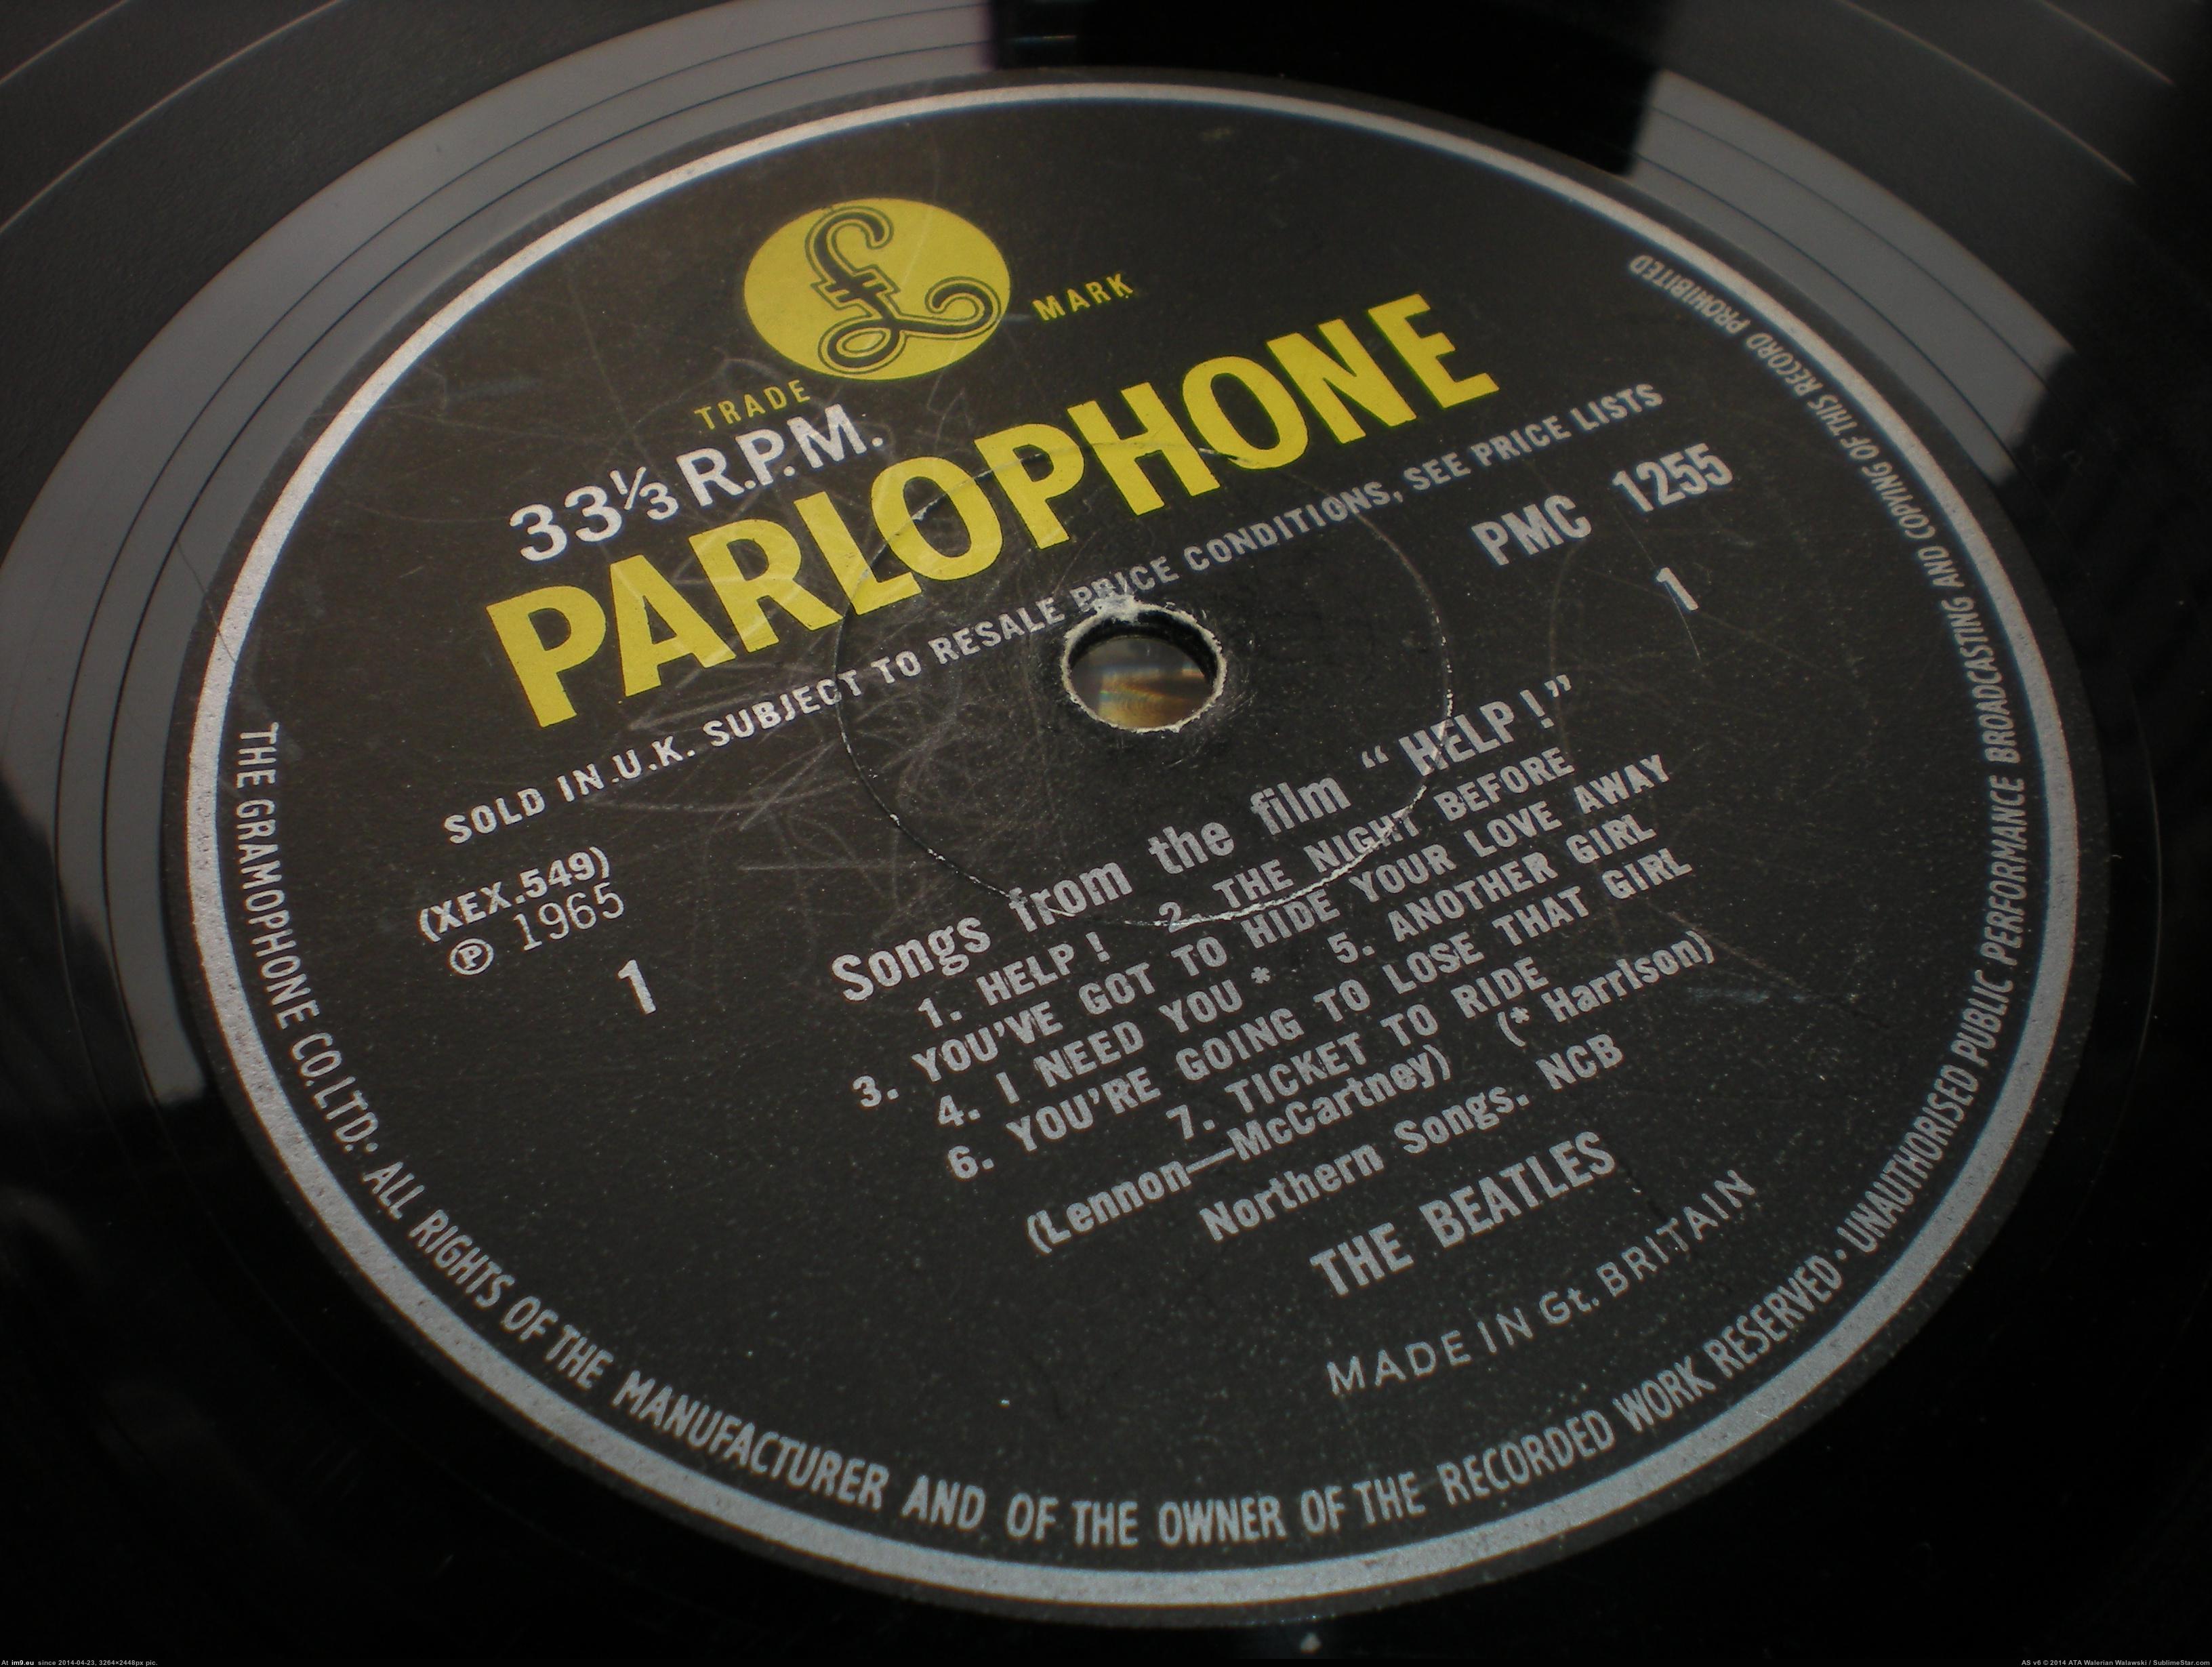 £
TRADE MARK
33⅓ R.P.M.
PARLOPHONE
SOLD IN U.K. SUBJECT TO RESALE PRICE CONDITIONS, SEE PRICE LISTS
PMC 1255
1
(XEX.549)
℗ 1965
1
Songs from the film “ HELP ! ”
1. HELP ! 2. THE NIGHT BEFORE
3. YOU'VE GOT TO HIDE YOUR LOVE AWAY
4. I NEED YOU * 5. ANOTHER GIRL
6. YOU'RE GOING TO LOSE THAT GIRL
7. TICKET TO RIDE
(Lennon—McCartney) (* Harrison)
Northern Songs. NCB
THE BEATLES
MADE IN Gt. BRITAIN
THE GRAMOPHONE CO. LTD. ALL RIGHTS OF THE MANUFACTURER AND OF THE OWNER OF THE RECORDED WORK RESERVED · UNAUTHORISED PUBLIC PERFORMANCE BROADCASTING AND COPYING OF THIS RECORD PROHIBITED
At im9.eu since 2014-04-23, 3264×2448px pic.
AS v6 © 2014 ATA Walerian Walawski / SublimeStar.com